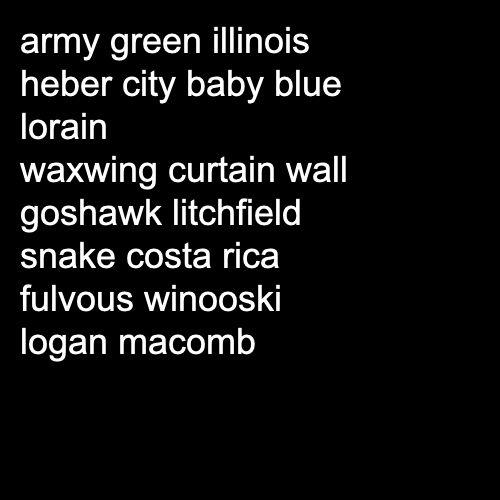 army green illinois
heber city baby blue
lorain
waxwing curtain wall
goshawk litchfield
snake costa rica
fulvous winooski
logan macomb